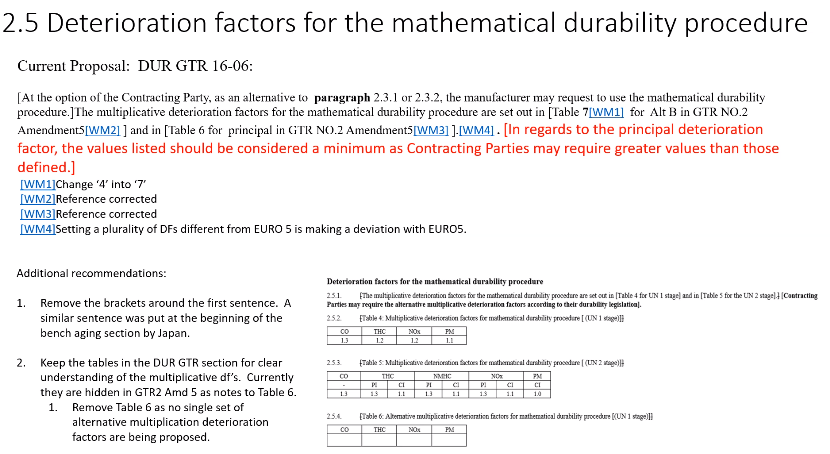 2.5 Deterioration factors for the mathematical durability procedure
Current Proposal: DUR GTR 16-06:
[At the option of the Contracting Party, as an alternative to paragraph 2.3.1 or 2.3.2, the manufacturer may request to use the mathematical durability
procedure.]The multiplicative deterioration factors for the mathematical durability procedure are set out in [Table 7[WM1] for Alt B in GTR NO.2
Amendment5[WM2] ] and in [Table 6 for principal in GTR NO.2 Amendment5[WM3] ].[WM4] . [In regards to the principal deterioration
factor, the values listed should be considered a minimum as Contracting Parties may require greater values than those
defined.]
[WM1]Change ‘4’ into ‘7’
[WM2]Reference corrected
[WM3]Reference corrected
[WM4]Setting a plurality of DFs different from EURO 5 is making a deviation with EURO5.
Additional recommendations:
1. Remove the brackets around the first sentence. A
similar sentence was put at the beginning of the
bench aging section by Japan.
2. Keep the tables in the DUR GTR section for clear
understanding of the multiplicative df’s. Currently
they are hidden in GTR2 Amd 5 as notes to Table 6.
1. Remove Table 6 as no single set of
alternative multiplication deterioration
factors are being proposed.
Deterioration factors for the mathematical durability procedure
2.5.1. [The multiplicative deterioration factors for the mathematical durability procedure are set out in [Table 4 for UN 1 stage] and in [Table 5 for the UN 2 stage].] [Contracting
Parties may require the alternative multiplicative deterioration factors according to their durability legislation].
2.5.2. [Table 4: Multiplicative deterioration factors for mathematical durability procedure [ (UN 1 stage)]]
CO THC NOx PM
1.3 1.2 1.2 1.1
2.5.3. [Table 5: Multiplicative deterioration factors for mathematical durability procedure [ (UN 2 stage)]]
CO THC NMHC NOx PM
- PI CI PI CI PI CI CI
1.3 1.3 1.1 1.3 1.1 1.3 1.1 1.0
2.5.4. [Table 6: Alternative multiplicative deterioration factors for mathematical durability procedure [(UN 1 stage)]]
CO THC NOx PM